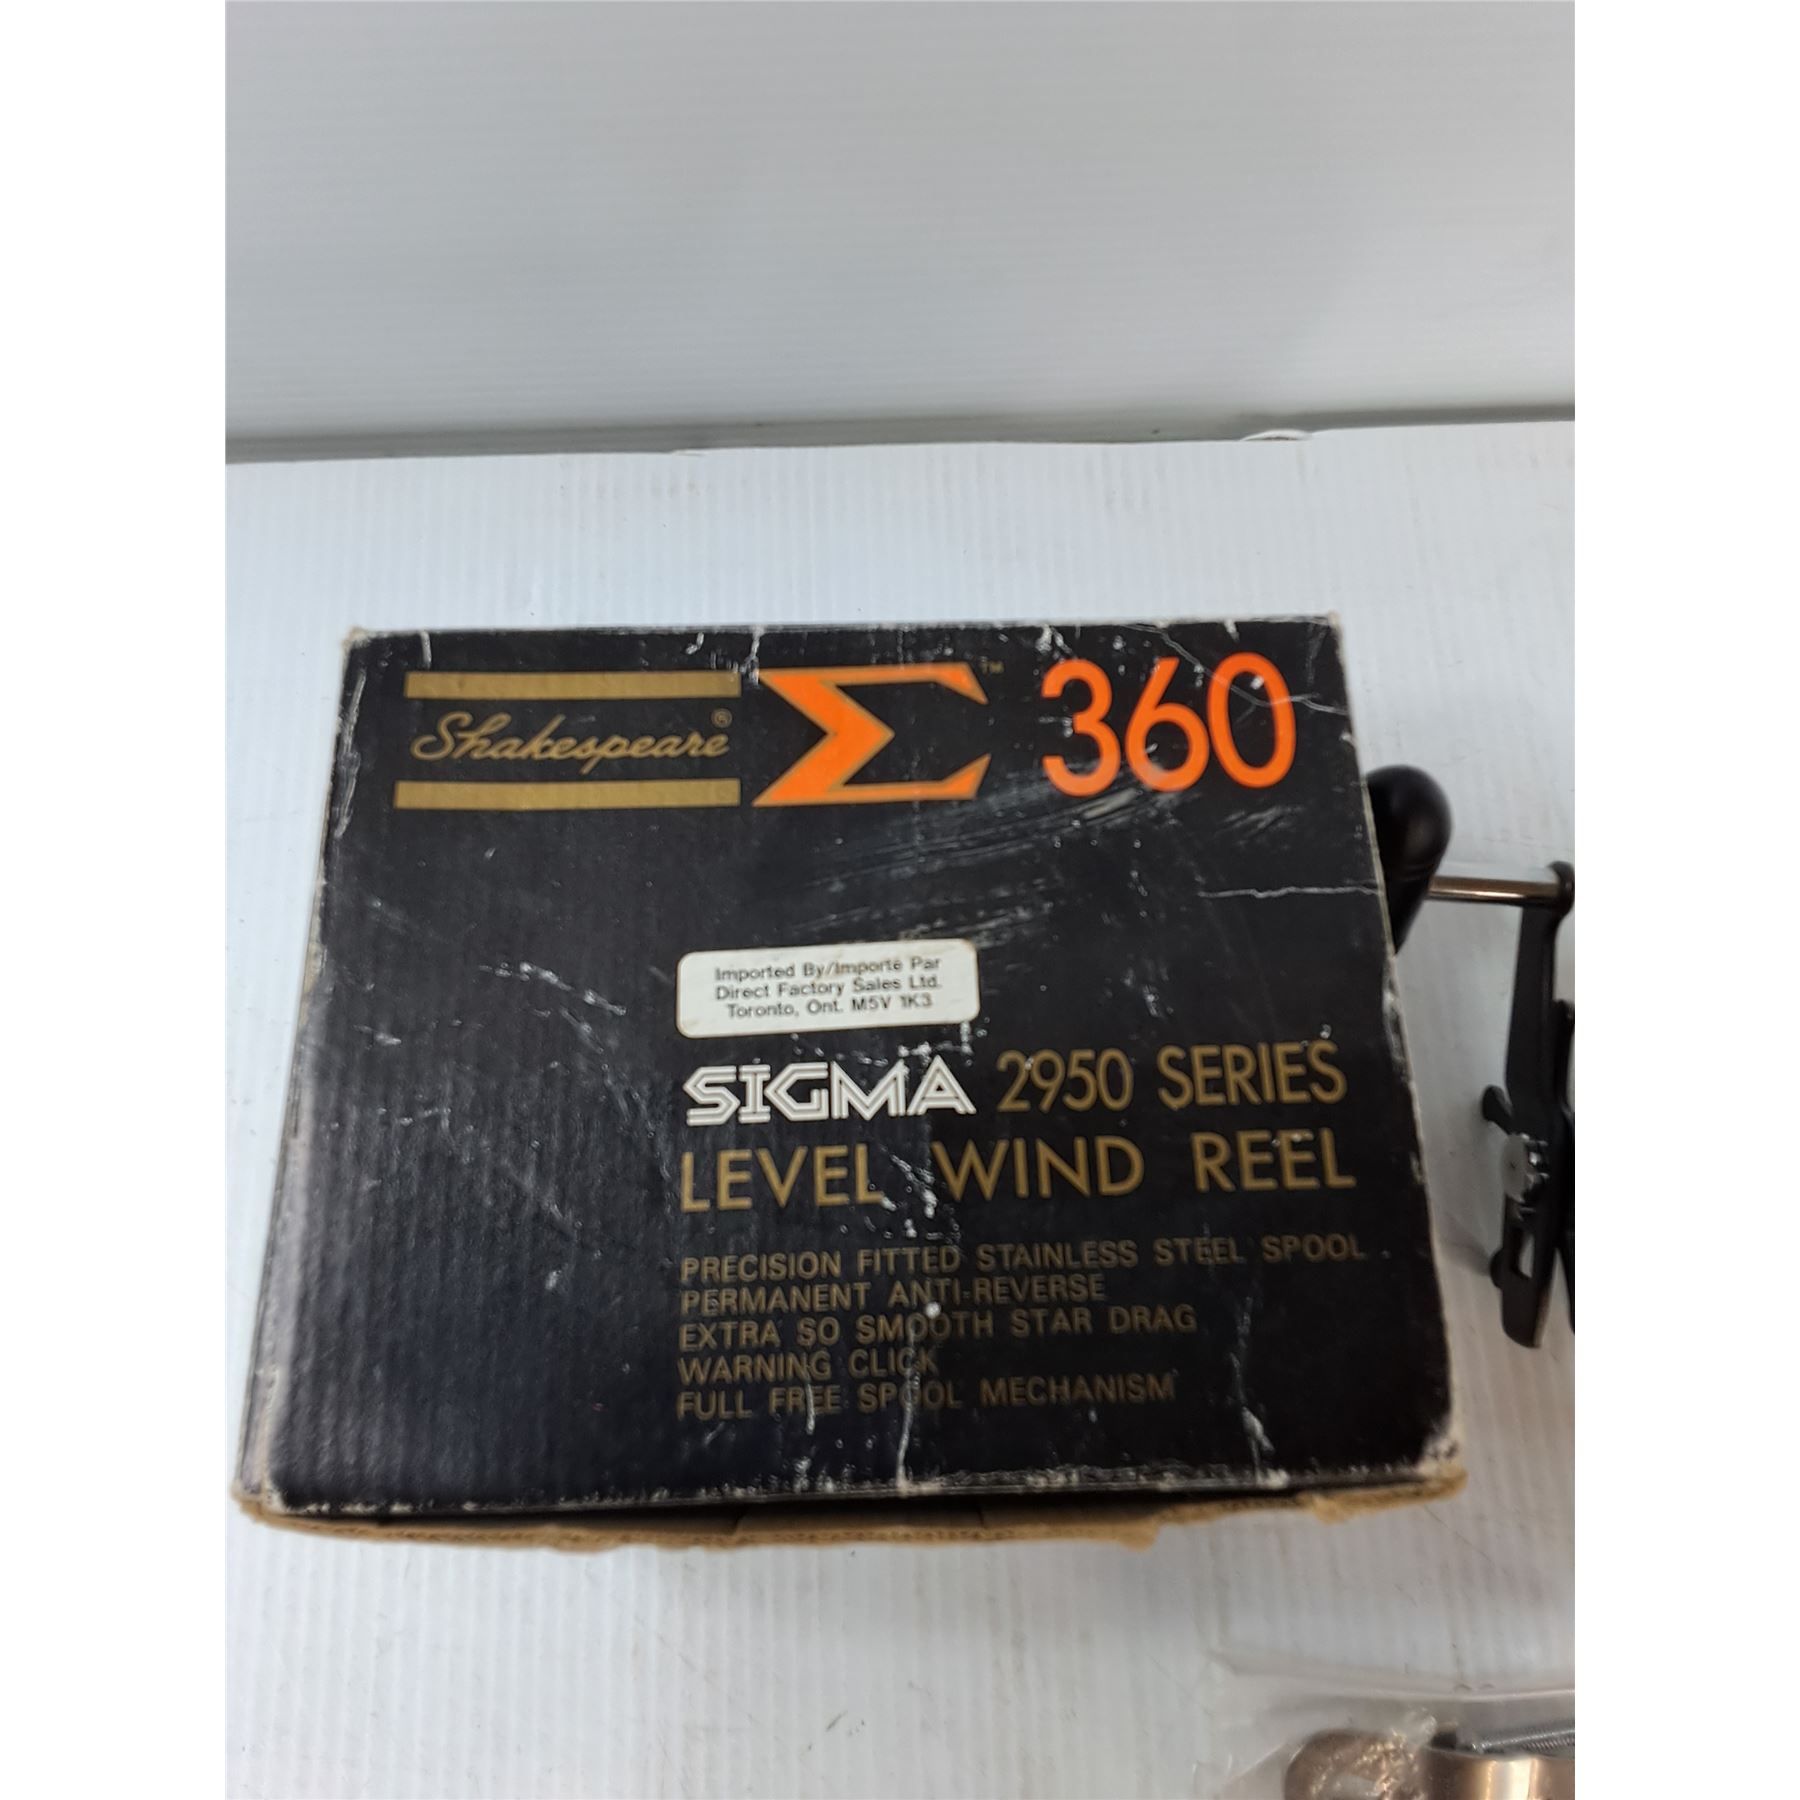 Shakespeare® Σ™ 360
Imported By/Importé Par
Direct Factory Sales Ltd.
Toronto, Ont. M5V 1K3
SIGMA 2950 SERIES
LEVEL WIND REEL
PRECISION FITTED STAINLESS STEEL SPOOL
PERMANENT ANTI-REVERSE
EXTRA SO SMOOTH STAR DRAG
WARNING CLICK
FULL FREE SPOOL MECHANISM